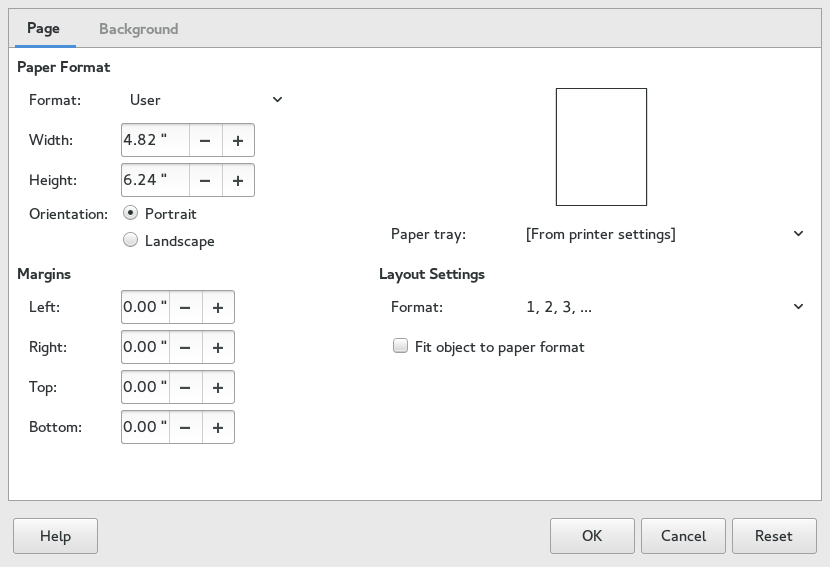 Page Background
Paper Format
Format: User
Width: 4.82 "
Height: 6.24 "
Orientation: Portrait
Landscape
Paper tray: [From printer settings]
Margins
Left: 0.00 "
Right: 0.00 "
Top: 0.00 "
Bottom: 0.00 "
Layout Settings
Format: 1, 2, 3, ...
Fit object to paper format
Help OK Cancel Reset